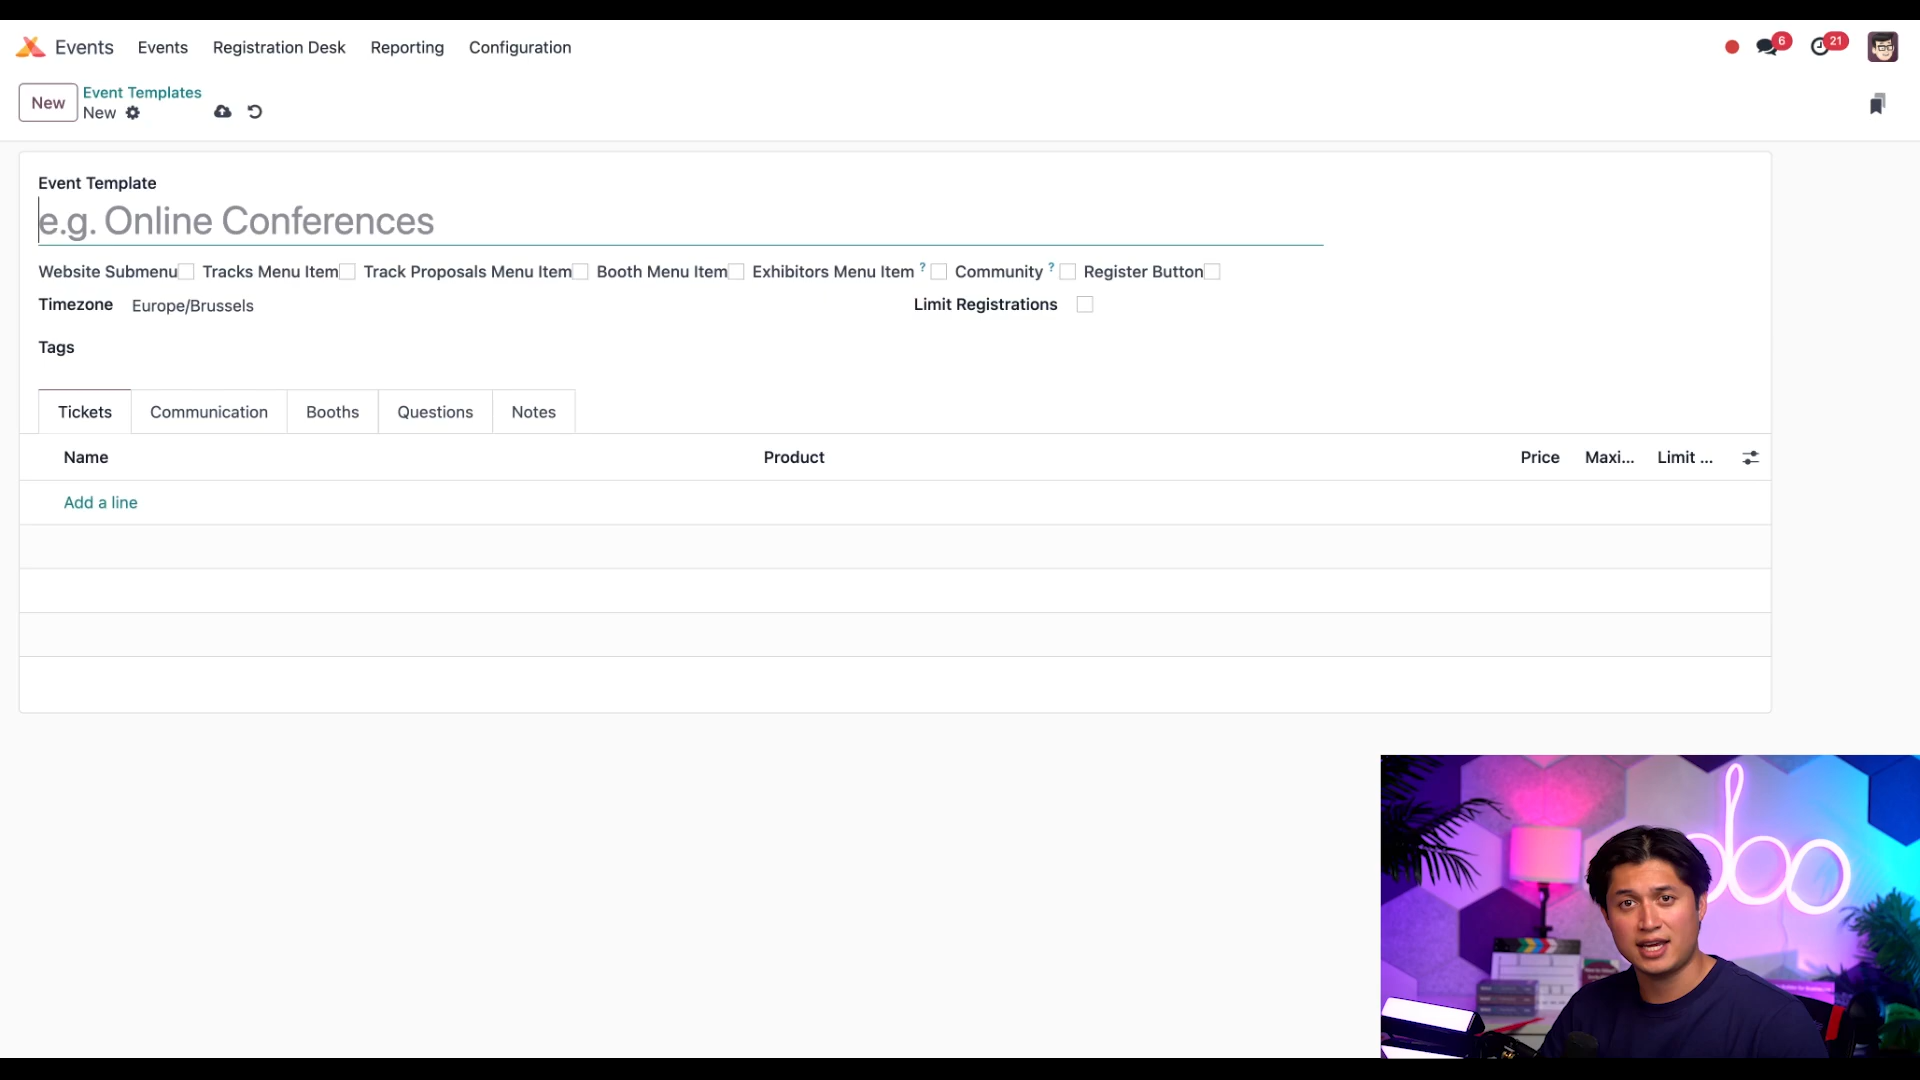 Events Events Registration Desk Reporting Configuration 6 21
New Event Templates
New
Event Template
e.g. Online Conferences
Website Submenu Tracks Menu Item Track Proposals Menu Item Booth Menu Item Exhibitors Menu Item ? Community ? Register Button
Timezone Europe/Brussels Limit Registrations
Tags
Tickets Communication Booths Questions Notes
Name Product Price Maxi... Limit ...
Add a line